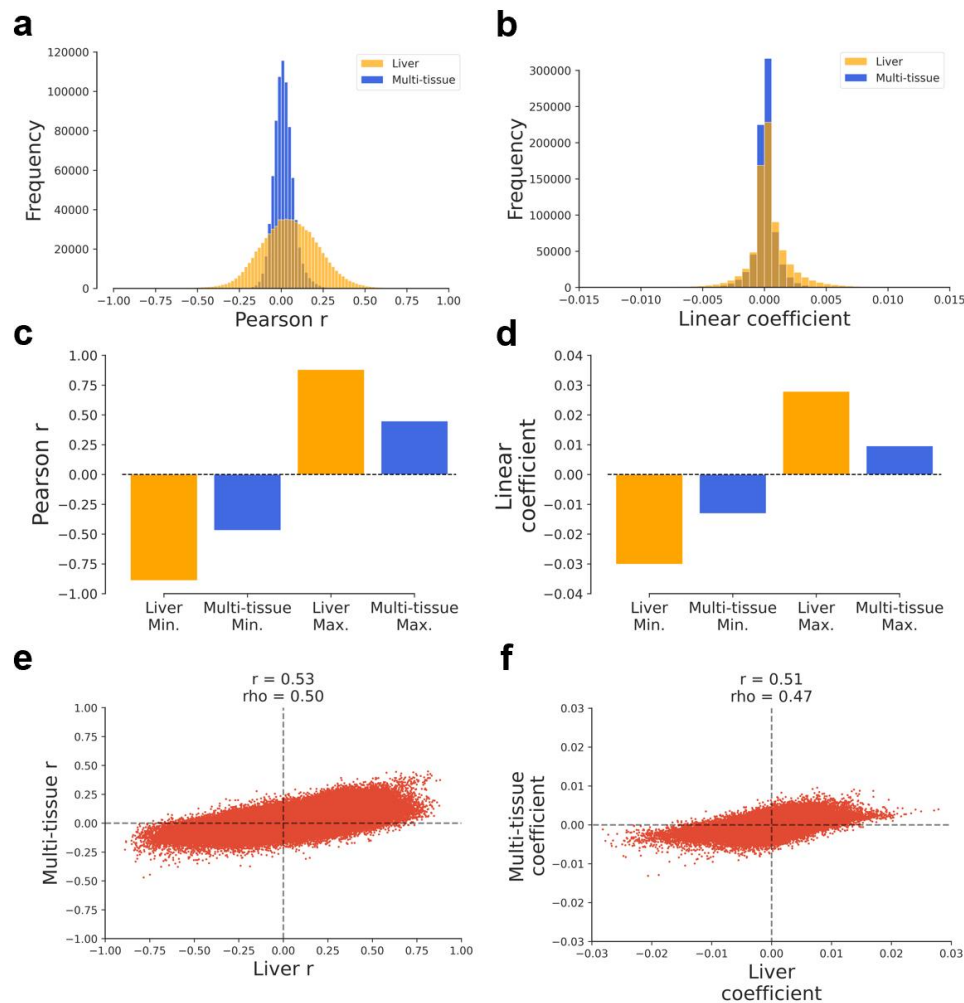 a
120000
100000
80000
60000
40000
20000
0
Frequency
Liver
Multi-tissue
−1.00 −0.75 −0.50 −0.25 0.00 0.25 0.50 0.75 1.00
Pearson r
b
300000
250000
200000
150000
100000
50000
0
Frequency
Liver
Multi-tissue
−0.015 −0.010 −0.005 0.000 0.005 0.010 0.015
Linear coefficient
c
1.00
0.75
0.50
0.25
0.00
−0.25
−0.50
−0.75
−1.00
Pearson r
Liver Multi-tissue Liver Multi-tissue
Min. Min. Max. Max.
d
0.04
0.03
0.02
0.01
0.00
−0.01
−0.02
−0.03
−0.04
Linear
coefficient
Liver Multi-tissue Liver Multi-tissue
Min. Min. Max. Max.
e
r = 0.53
rho = 0.50
1.00
0.75
0.50
0.25
0.00
−0.25
−0.50
−0.75
−1.00
Multi-tissue r
−1.00 −0.75 −0.50 −0.25 0.00 0.25 0.50 0.75 1.00
Liver r
f
r = 0.51
rho = 0.47
0.03
0.02
0.01
0.00
−0.01
−0.02
−0.03
Multi-tissue
coefficient
−0.03 −0.02 −0.01 0.00 0.01 0.02 0.03
Liver
coefficient